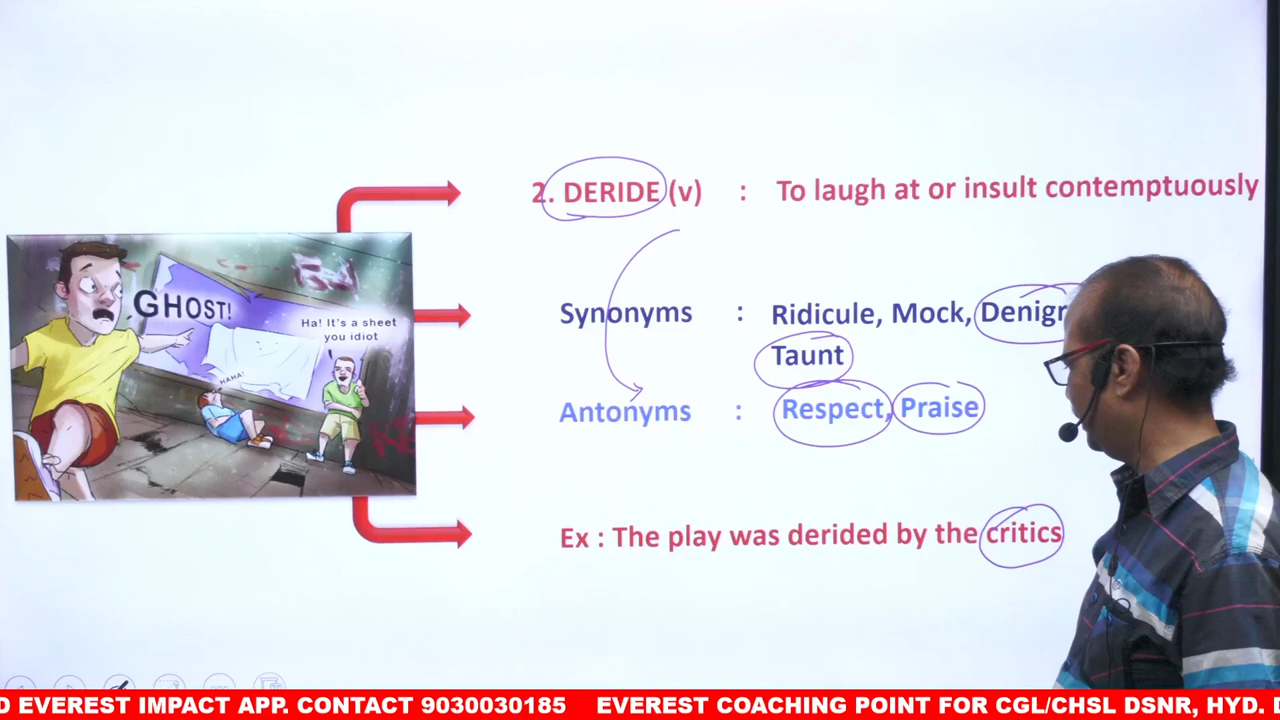 2. DERIDE (v) : To laugh at or insult contemptuously
GHOST!
Ha! It's a sheet
you idiot
HAHA!
Synonyms : Ridicule, Mock, Denigr
Taunt
Antonyms : Respect, Praise
Ex : The play was derided by the critics
D EVEREST IMPACT APP. CONTACT 9030030185 EVEREST COACHING POINT FOR CGL/CHSL DSNR, HYD. L